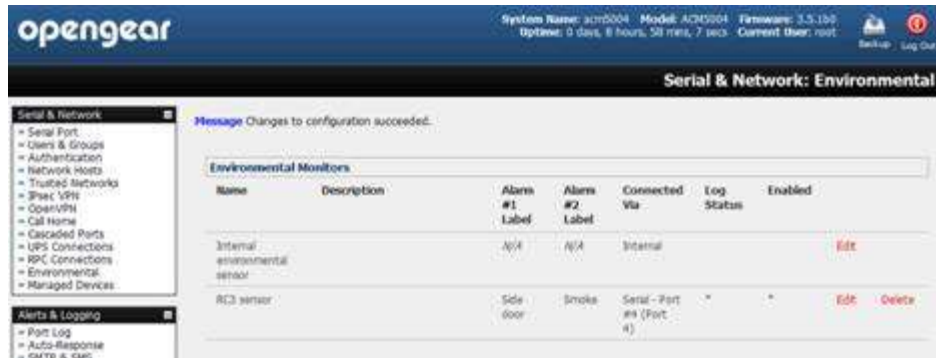 opengear
System Name: acm5004 Model: ACM5004 Firmware: 3.5.1b0
Uptime: 0 days, 8 hours, 58 mins, 7 secs Current User: root
Backup Log Out
Serial & Network: Environmental
Serial & Network
Serial Port
Users & Groups
Authentication
Network Hosts
Trusted Networks
IPsec VPN
OpenVPN
Call Home
Cascaded Ports
UPS Connections
RPC Connections
Environmental
Managed Devices
Alerts & Logging
Port Log
Auto-Response
SMTP & SMS
Message Changes to configuration succeeded.
Environmental Monitors
Name Description Alarm #1 Label Alarm #2 Label Connected Via Log Status Enabled
Internal environmental sensor N/A N/A Internal Edit
RC3 sensor Side door Smoke Serial - Port #4 (Port 4) * * Edit Delete